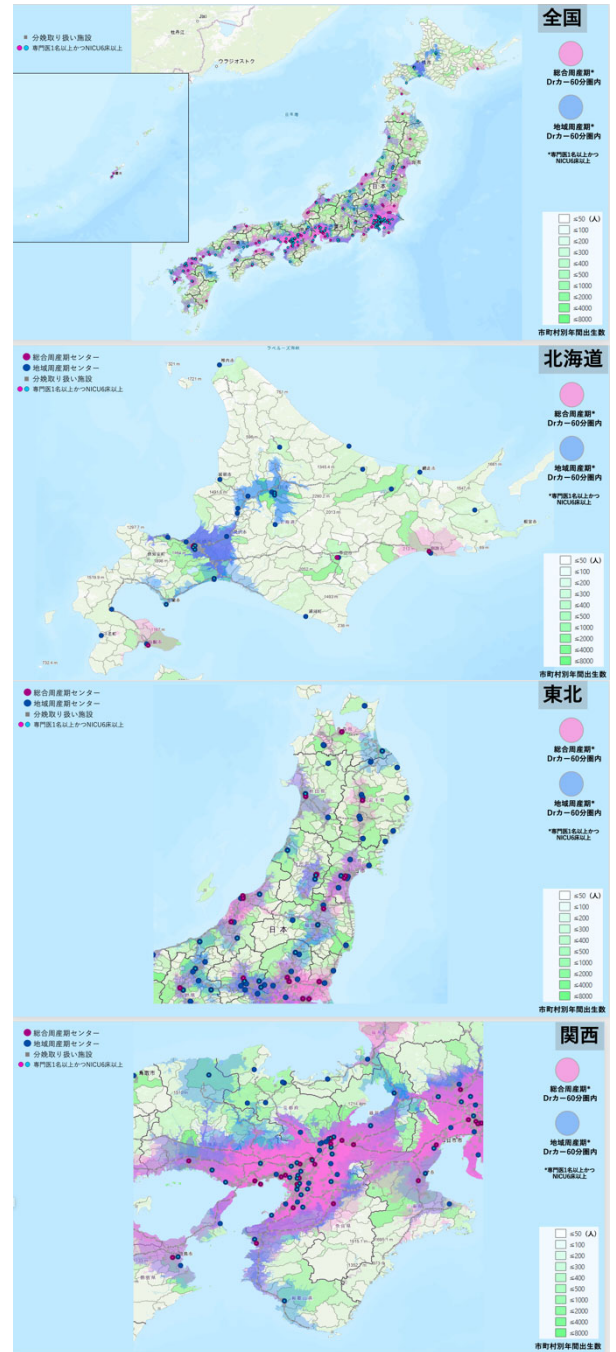 全国
分娩取り扱い施設
専門医1名以上かつNICU6床以上
ウラジオストク
日本
総合周産期*
Drカー60分圏内
地域周産期*
Drカー60分圏内
*専門医1名以上かつ
NICU6床以上
≤50 (人)
≤100
≤200
≤300
≤400
≤500
≤1000
≤2000
≤4000
≤8000
市町村別年間出生数
北海道
総合周産期センター
地域周産期センター
分娩取り扱い施設
専門医1名以上かつNICU6床以上
総合周産期*
Drカー60分圏内
地域周産期*
Drカー60分圏内
*専門医1名以上かつ
NICU6床以上
≤50 (人)
≤100
≤200
≤300
≤400
≤500
≤1000
≤2000
≤4000
≤8000
市町村別年間出生数
東北
総合周産期センター
地域周産期センター
分娩取り扱い施設
専門医1名以上かつNICU6床以上
日本
総合周産期*
Drカー60分圏内
地域周産期*
Drカー60分圏内
*専門医1名以上かつ
NICU6床以上
≤50 (人)
≤100
≤200
≤300
≤400
≤500
≤1000
≤2000
≤4000
≤8000
市町村別年間出生数
関西
総合周産期センター
地域周産期センター
分娩取り扱い施設
専門医1名以上かつNICU6床以上
鳥取市
総合周産期*
Drカー60分圏内
地域周産期*
Drカー60分圏内
*専門医1名以上かつ
NICU6床以上
≤50 (人)
≤100
≤200
≤300
≤400
≤500
≤1000
≤2000
≤4000
≤8000
市町村別年間出生数